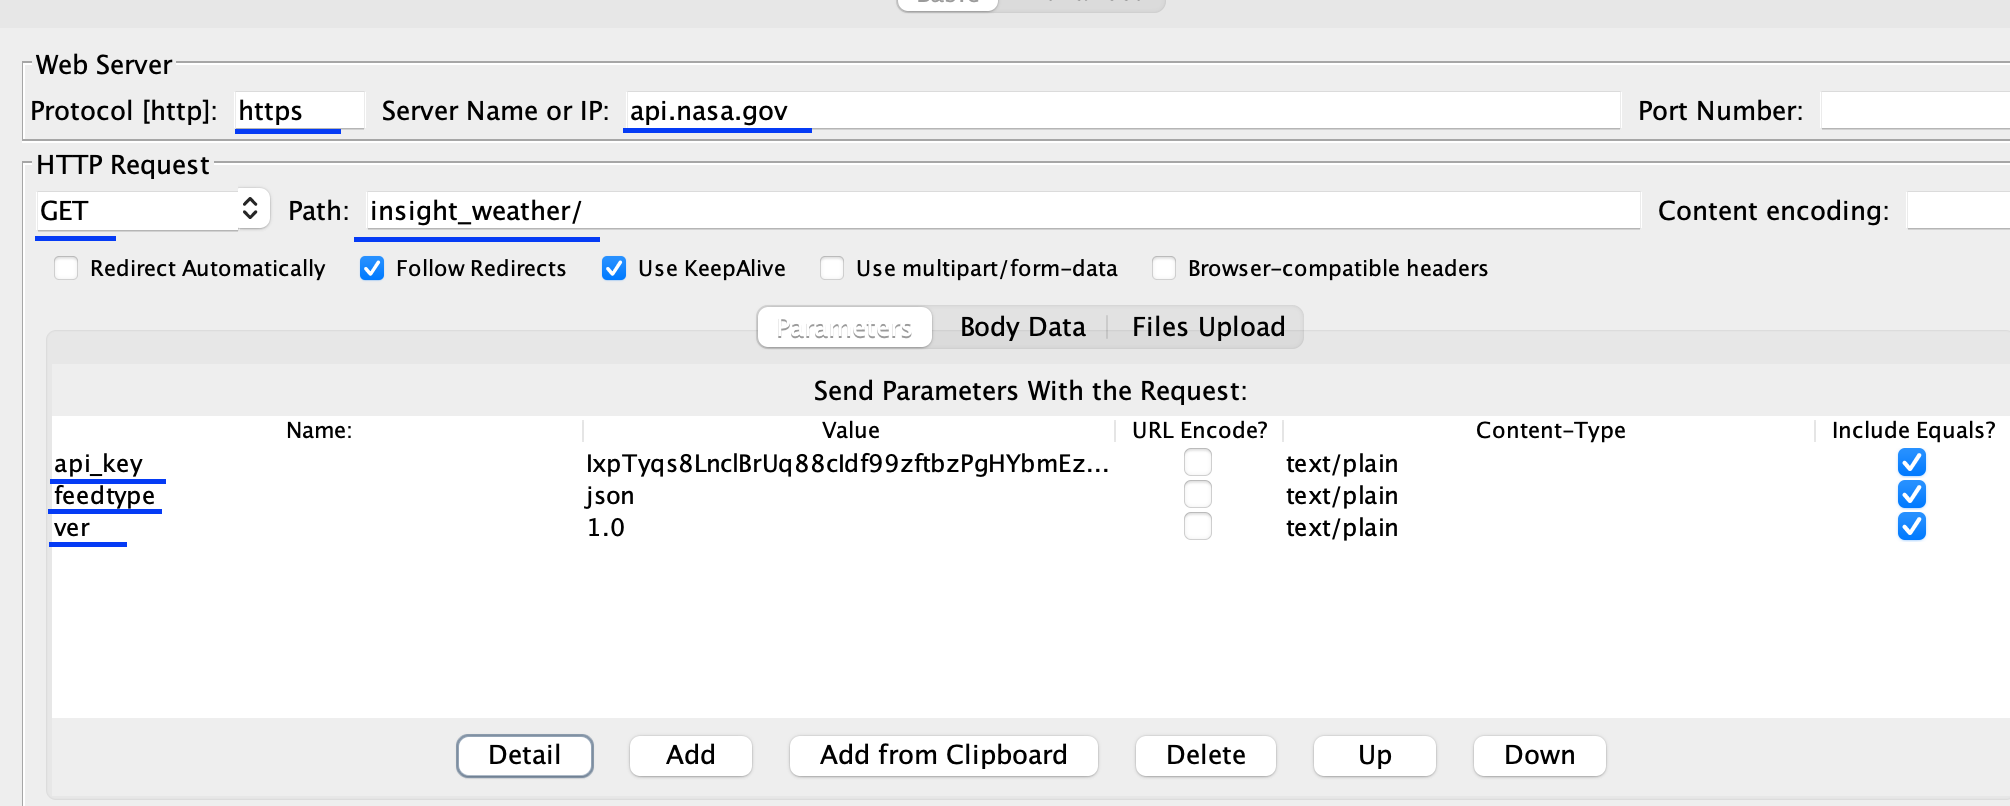 Web Server
Protocol [http]: https Server Name or IP: api.nasa.gov Port Number:
HTTP Request
GET Path: insight_weather/ Content encoding:
Redirect Automatically Follow Redirects Use KeepAlive Use multipart/form-data Browser-compatible headers
Parameters Body Data Files Upload
Send Parameters With the Request:
Name: Value URL Encode? Content-Type Include Equals?
api_key IxpTyqs8LnclBrUq88cIdf99zftbzPgHYbmEz... text/plain
feedtype json text/plain
ver 1.0 text/plain
Detail Add Add from Clipboard Delete Up Down